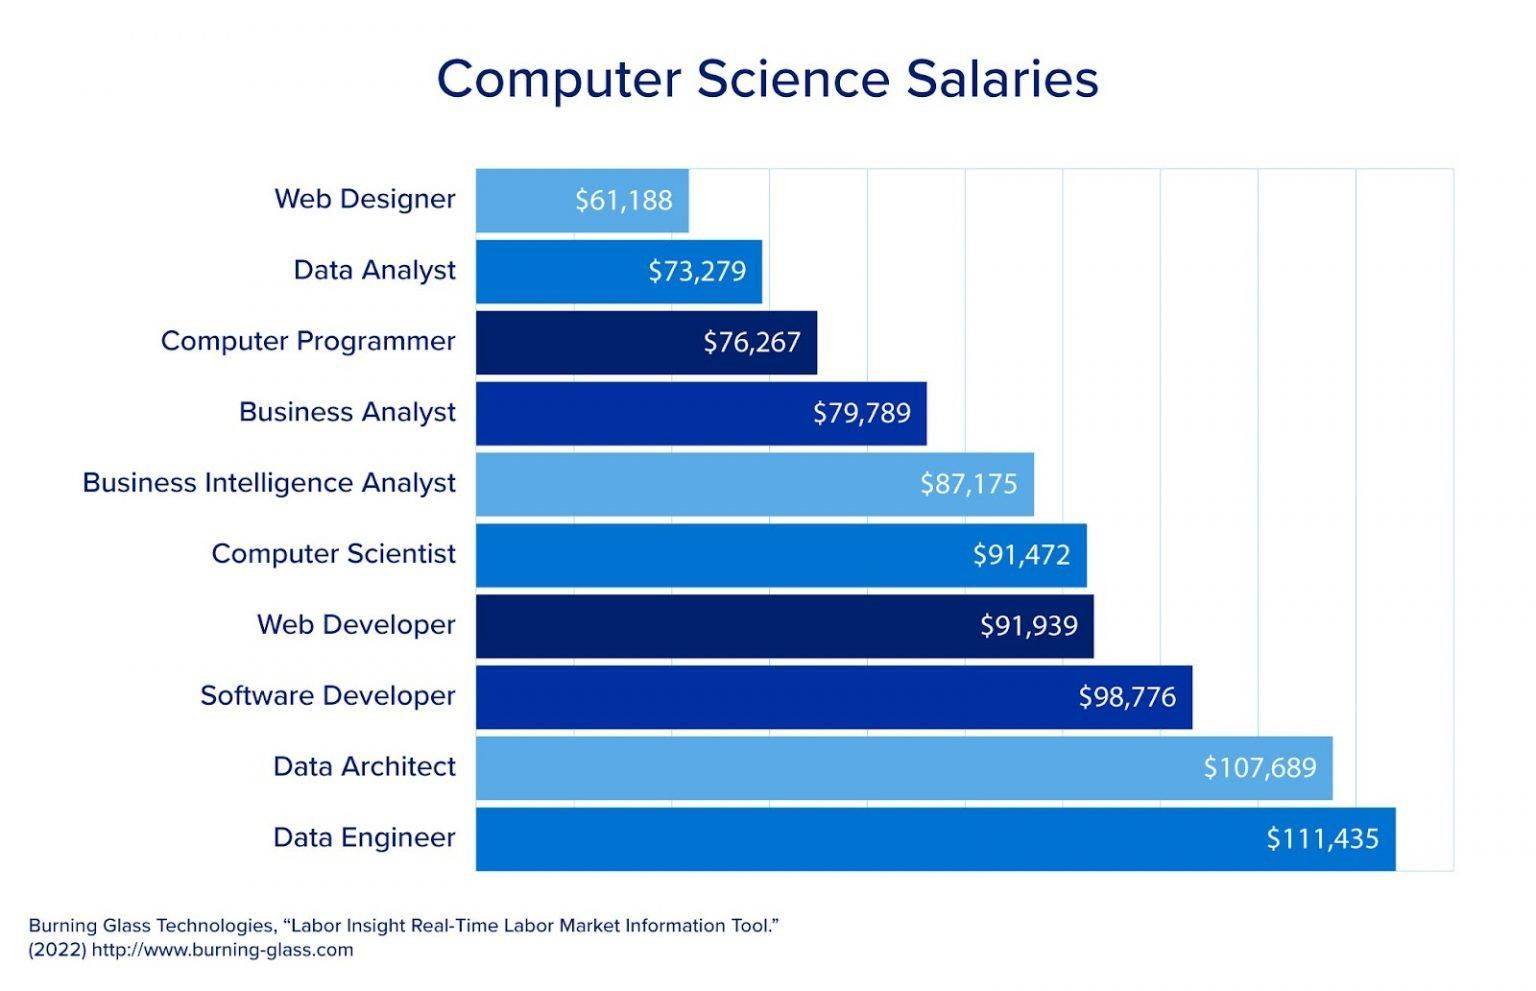 Computer Science Salaries
Web Designer $61,188
Data Analyst $73,279
Computer Programmer $76,267
Business Analyst $79,789
Business Intelligence Analyst $87,175
Computer Scientist $91,472
Web Developer $91,939
Software Developer $98,776
Data Architect $107,689
Data Engineer $111,435
Burning Glass Technologies, “Labor Insight Real-Time Labor Market Information Tool.”
(2022) http://www.burning-glass.com